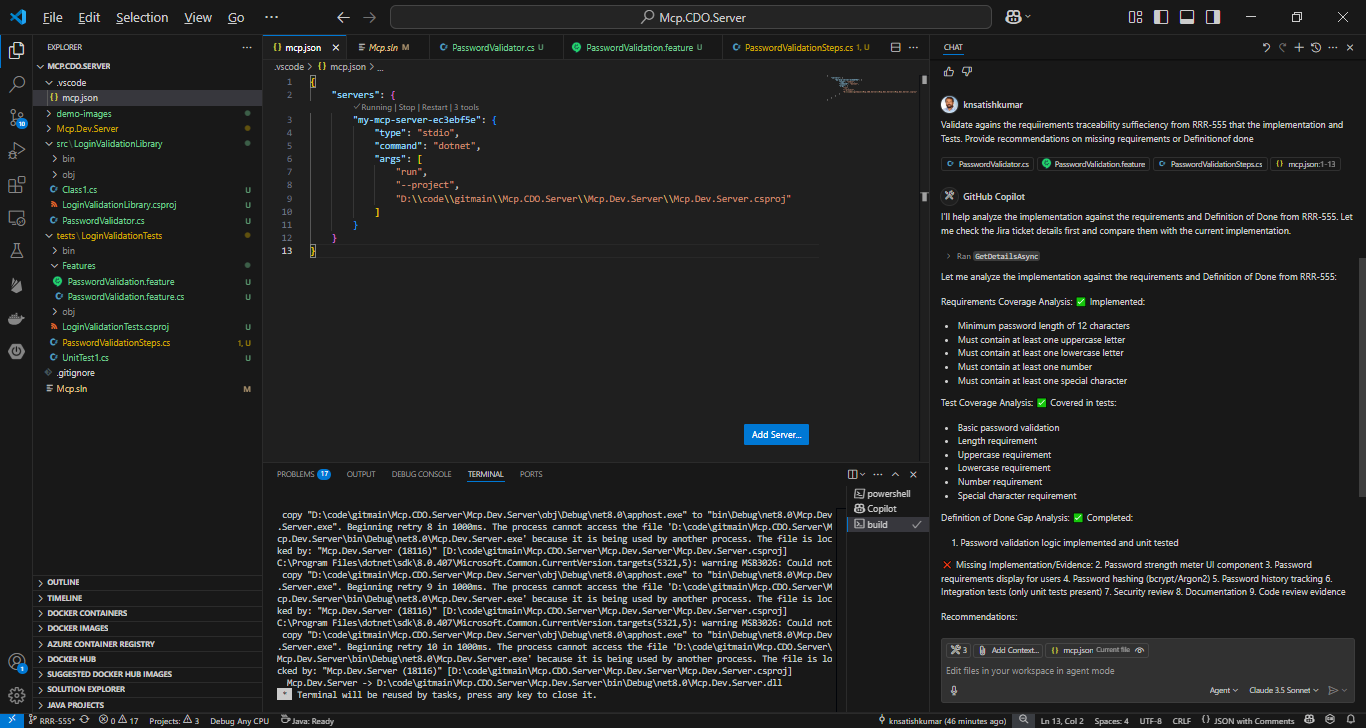 File Edit Selection View Go ···
Mcp.CDO.Server
EXPLORER
MCP.CDO.SERVER
.vscode
{} mcp.json
demo-images
Mcp.Dev.Server
src\LoginValidationLibrary
bin
obj
Class1.cs U
LoginValidationLibrary.csproj U
PasswordValidator.cs U
tests\LoginValidationTests
bin
Features
PasswordValidation.feature U
PasswordValidation.feature.cs U
obj
LoginValidationTests.csproj U
PasswordValidationSteps.cs 1, U
UnitTest1.cs U
.gitignore
Mcp.sln M
OUTLINE
TIMELINE
DOCKER CONTAINERS
DOCKER IMAGES
AZURE CONTAINER REGISTRY
DOCKER HUB
SUGGESTED DOCKER HUB IMAGES
SOLUTION EXPLORER
JAVA PROJECTS
10
1
{} mcp.json
Mcp.sln M
PasswordValidator.cs U
PasswordValidation.feature U
PasswordValidationSteps.cs 1, U
.vscode > {} mcp.json > ...
1 {
2 "servers": {
✓Running | Stop | Restart | 3 tools
3 "my-mcp-server-ec3ebf5e": {
4 "type": "stdio",
5 "command": "dotnet",
6 "args": [
7 "run",
8 "--project",
9 "D:\\code\\gitmain\\Mcp.CDO.Server\\Mcp.Dev.Server\\Mcp.Dev.Server.csproj"
10 ]
11 }
12 }
13 }
Add Server...
PROBLEMS 17 OUTPUT DEBUG CONSOLE TERMINAL PORTS
copy "D:\code\gitmain\Mcp.CDO.Server\Mcp.Dev.Server\obj\Debug\net8.0\apphost.exe" to "bin\Debug\net8.0\Mcp.Dev
.Server.exe". Beginning retry 8 in 1000ms. The process cannot access the file 'D:\code\gitmain\Mcp.CDO.Server\M
cp.Dev.Server\bin\Debug\net8.0\Mcp.Dev.Server.exe' because it is being used by another process. The file is loc
ked by: "Mcp.Dev.Server (18116)" [D:\code\gitmain\Mcp.CDO.Server\Mcp.Dev.Server\Mcp.Dev.Server.csproj]
C:\Program Files\dotnet\sdk\8.0.407\Microsoft.Common.CurrentVersion.targets(5321,5): warning MSB3026: Could not
copy "D:\code\gitmain\Mcp.CDO.Server\Mcp.Dev.Server\obj\Debug\net8.0\apphost.exe" to "bin\Debug\net8.0\Mcp.Dev
.Server.exe". Beginning retry 9 in 1000ms. The process cannot access the file 'D:\code\gitmain\Mcp.CDO.Server\M
cp.Dev.Server\bin\Debug\net8.0\Mcp.Dev.Server.exe' because it is being used by another process. The file is loc
ked by: "Mcp.Dev.Server (18116)" [D:\code\gitmain\Mcp.CDO.Server\Mcp.Dev.Server\Mcp.Dev.Server.csproj]
C:\Program Files\dotnet\sdk\8.0.407\Microsoft.Common.CurrentVersion.targets(5321,5): warning MSB3026: Could not
copy "D:\code\gitmain\Mcp.CDO.Server\Mcp.Dev.Server\obj\Debug\net8.0\apphost.exe" to "bin\Debug\net8.0\Mcp.Dev
.Server.exe". Beginning retry 10 in 1000ms. The process cannot access the file 'D:\code\gitmain\Mcp.CDO.Server\
Mcp.Dev.Server\bin\Debug\net8.0\Mcp.Dev.Server.exe' because it is being used by another process. The file is lo
cked by: "Mcp.Dev.Server (18116)" [D:\code\gitmain\Mcp.CDO.Server\Mcp.Dev.Server\Mcp.Dev.Server.csproj]
Mcp.Dev.Server -> D:\code\gitmain\Mcp.CDO.Server\Mcp.Dev.Server\bin\Debug\net8.0\Mcp.Dev.Server.dll
* Terminal will be reused by tasks, press any key to close it.
powershell
Copilot
build
CHAT
knsatishkumar
Validate agains the requiirements traceability suffieciency from RRR-555 that the implementation and
Tests. Provide recommendations on missing requirements or Definitionof done
PasswordValidator.cs PasswordValidation.feature PasswordValidationSteps.cs {} mcp.json:1-13
GitHub Copilot
I'll help analyze the implementation against the requirements and Definition of Done from RRR-555. Let
me check the Jira ticket details first and compare them with the current implementation.
> Ran GetDetailsAsync
Let me analyze the implementation against the requirements and Definition of Done from RRR-555:
Requirements Coverage Analysis: ✅ Implemented:
• Minimum password length of 12 characters
• Must contain at least one uppercase letter
• Must contain at least one lowercase letter
• Must contain at least one number
• Must contain at least one special character
Test Coverage Analysis: ✅ Covered in tests:
• Basic password validation
• Length requirement
• Uppercase requirement
• Lowercase requirement
• Number requirement
• Special character requirement
Definition of Done Gap Analysis: ✅ Completed:
1. Password validation logic implemented and unit tested
❌ Missing Implementation/Evidence: 2. Password strength meter UI component 3. Password
requirements display for users 4. Password hashing (bcrypt/Argon2) 5. Password history tracking 6.
Integration tests (only unit tests present) 7. Security review 8. Documentation 9. Code review evidence
Recommendations:
3 Add Context... {} mcp.json Current file
Edit files in your workspace in agent mode
Agent Claude 3.5 Sonnet
RRR-555* 0 17 Projects: 3 Debug Any CPU Java: Ready knsatishkumar (46 minutes ago) Ln 13, Col 2 Spaces: 4 UTF-8 CRLF {} JSON with Comments